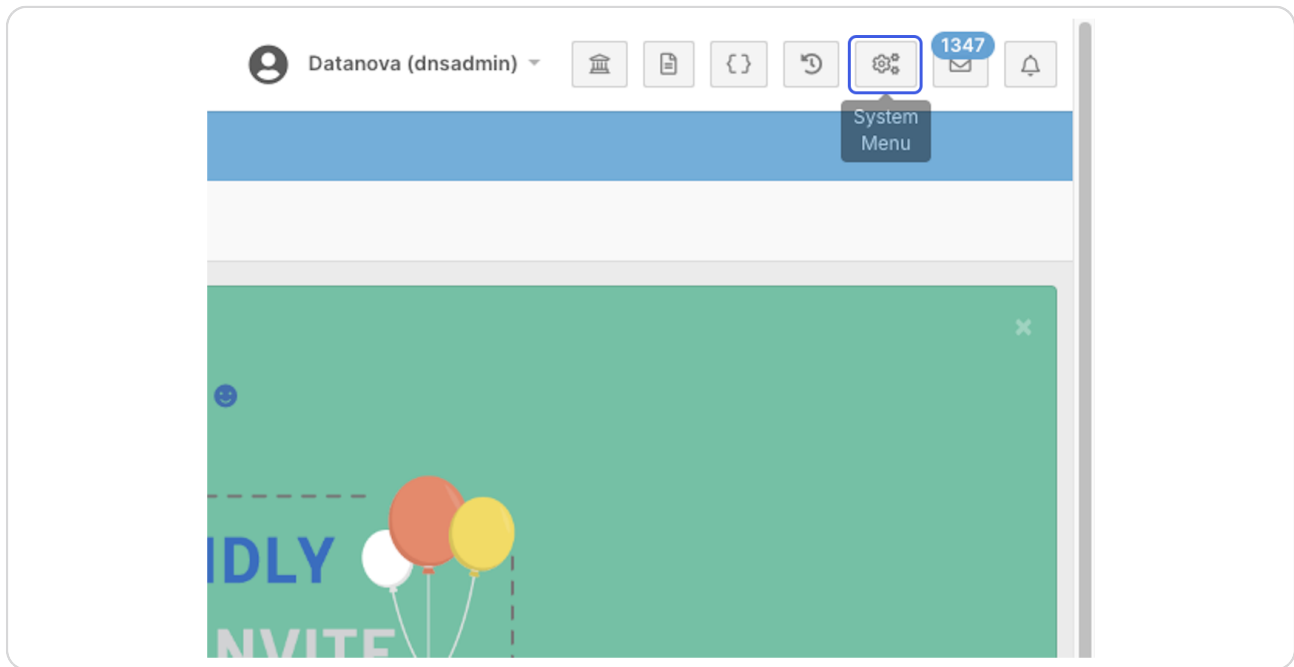 Datanova (dnsadmin)
1347
System
Menu
IDLY
NVITE